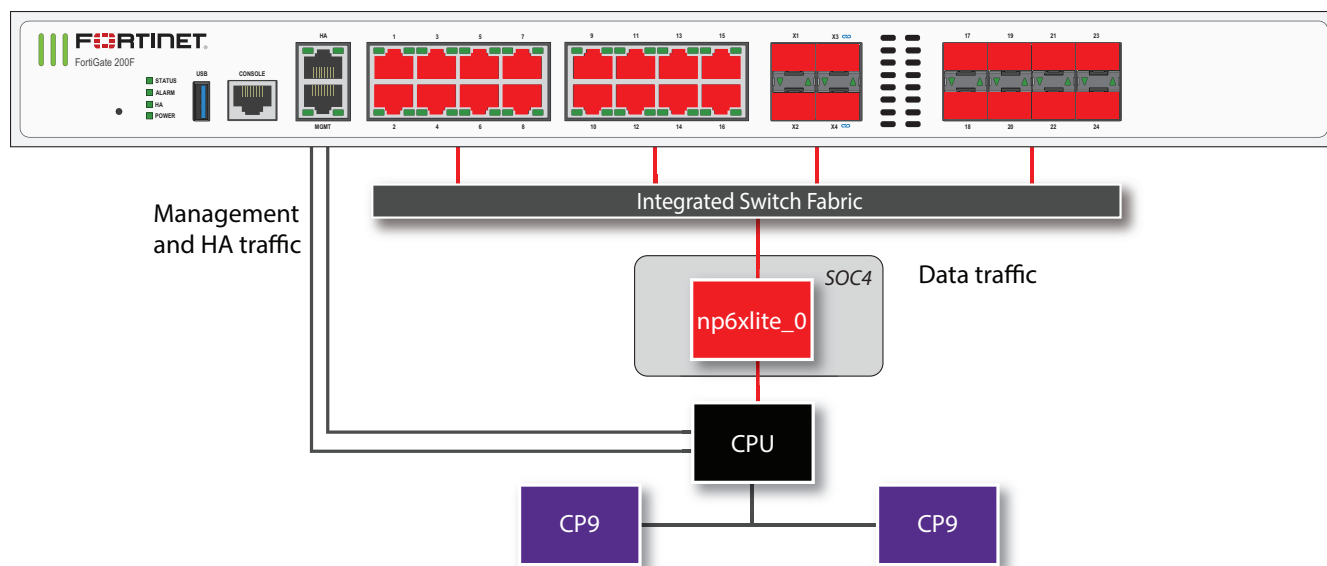 FORTINET
FortiGate 200F
STATUS
ALARM
HA
POWER
USB
CONSOLE
HA
MGMT
1 3 5 7
2 4 6 8
9 11 13 15
10 12 14 16
X1 X3
X2 X4
17 19 21 23
18 20 22 24
Integrated Switch Fabric
Management
and HA traffic
SOC4
Data traffic
np6xlite_0
CPU
CP9
CP9